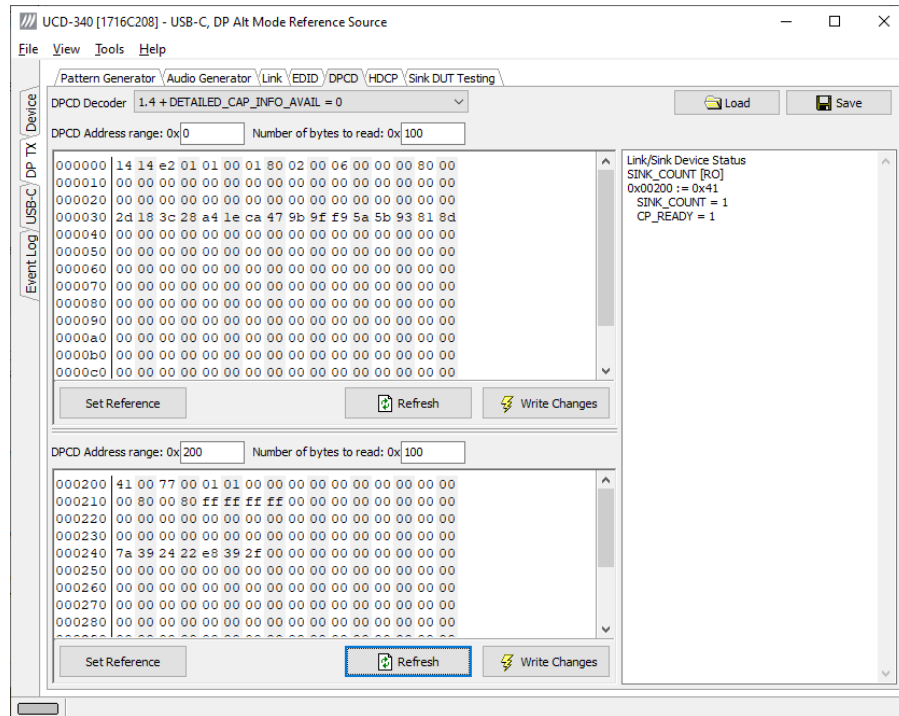 UCD-340 [1716C208] - USB-C, DP Alt Mode Reference Source
File View Tools Help
Pattern Generator Audio Generator Link EDID DPCD HDCP Sink DUT Testing
Device
DP TX
USB-C
Event Log
DPCD Decoder 1.4 + DETAILED_CAP_INFO_AVAIL = 0 Load Save
DPCD Address range: 0x 0 Number of bytes to read: 0x 100
000000 14 14 e2 01 01 00 01 80 02 00 06 00 00 00 80 00
000010 00 00 00 00 00 00 00 00 00 00 00 00 00 00 00 00
000020 00 00 00 00 00 00 00 00 00 00 00 00 00 00 00 00
000030 2d 18 3c 28 a4 1e ca 47 9b 9f f9 5a 5b 93 81 8d
000040 00 00 00 00 00 00 00 00 00 00 00 00 00 00 00 00
000050 00 00 00 00 00 00 00 00 00 00 00 00 00 00 00 00
000060 00 00 00 00 00 00 00 00 00 00 00 00 00 00 00 00
000070 00 00 00 00 00 00 00 00 00 00 00 00 00 00 00 00
000080 00 00 00 00 00 00 00 00 00 00 00 00 00 00 00 00
000090 00 00 00 00 00 00 00 00 00 00 00 00 00 00 00 00
0000a0 00 00 00 00 00 00 00 00 00 00 00 00 00 00 00 00
0000b0 00 00 00 00 00 00 00 00 00 00 00 00 00 00 00 00
0000c0 00 00 00 00 00 00 00 00 00 00 00 00 00 00 00 00
Set Reference Refresh Write Changes
DPCD Address range: 0x 200 Number of bytes to read: 0x 100
000200 41 00 77 00 01 01 00 00 00 00 00 00 00 00 00 00
000210 00 80 00 80 ff ff ff ff 00 00 00 00 00 00 00 00
000220 00 00 00 00 00 00 00 00 00 00 00 00 00 00 00 00
000230 00 00 00 00 00 00 00 00 00 00 00 00 00 00 00 00
000240 7a 39 24 22 e8 39 2f 00 00 00 00 00 00 00 00 00
000250 00 00 00 00 00 00 00 00 00 00 00 00 00 00 00 00
000260 00 00 00 00 00 00 00 00 00 00 00 00 00 00 00 00
000270 00 00 00 00 00 00 00 00 00 00 00 00 00 00 00 00
000280 00 00 00 00 00 00 00 00 00 00 00 00 00 00 00 00
Set Reference Refresh Write Changes
Link/Sink Device Status
SINK_COUNT [RO]
0x00200 := 0x41
SINK_COUNT = 1
CP_READY = 1